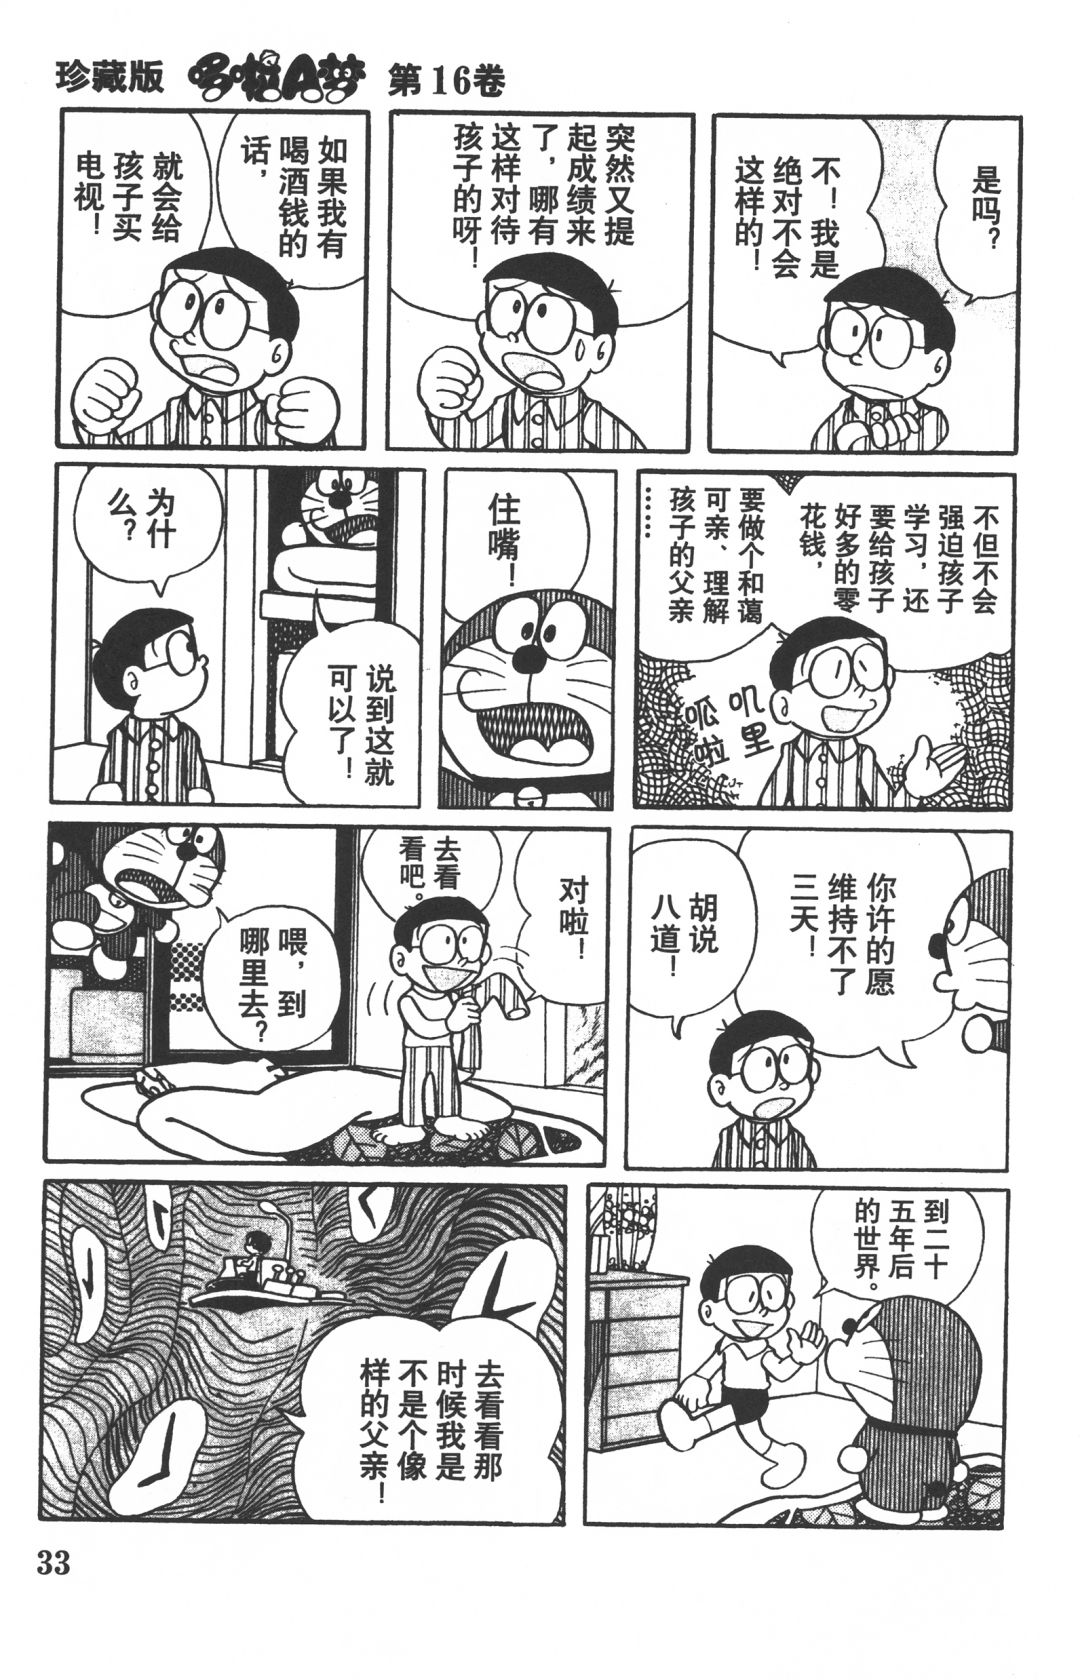 珍藏版 哆啦A梦 第16卷
是吗？
不！我是
绝对不会
这样的！
突然又提
起成绩来
了，哪有
这样对待
孩子的呀！
如果我有
喝酒钱的
话，
就会给
孩子买
电视！
不但不会
强迫孩子
学习，还
要给孩子
好多的零
花钱，
要做个和蔼
可亲、理解
孩子的父亲
……
叽里
呱啦
住嘴！
说到这就
可以了！
为什
么？
你许的愿
维持不了
三天！
胡说
八道！
对啦！
去看
看吧。
喂，到
哪里去？
到二十
五年后
的世界。
去看看那
时候我是
不是个像
样的父亲！
33